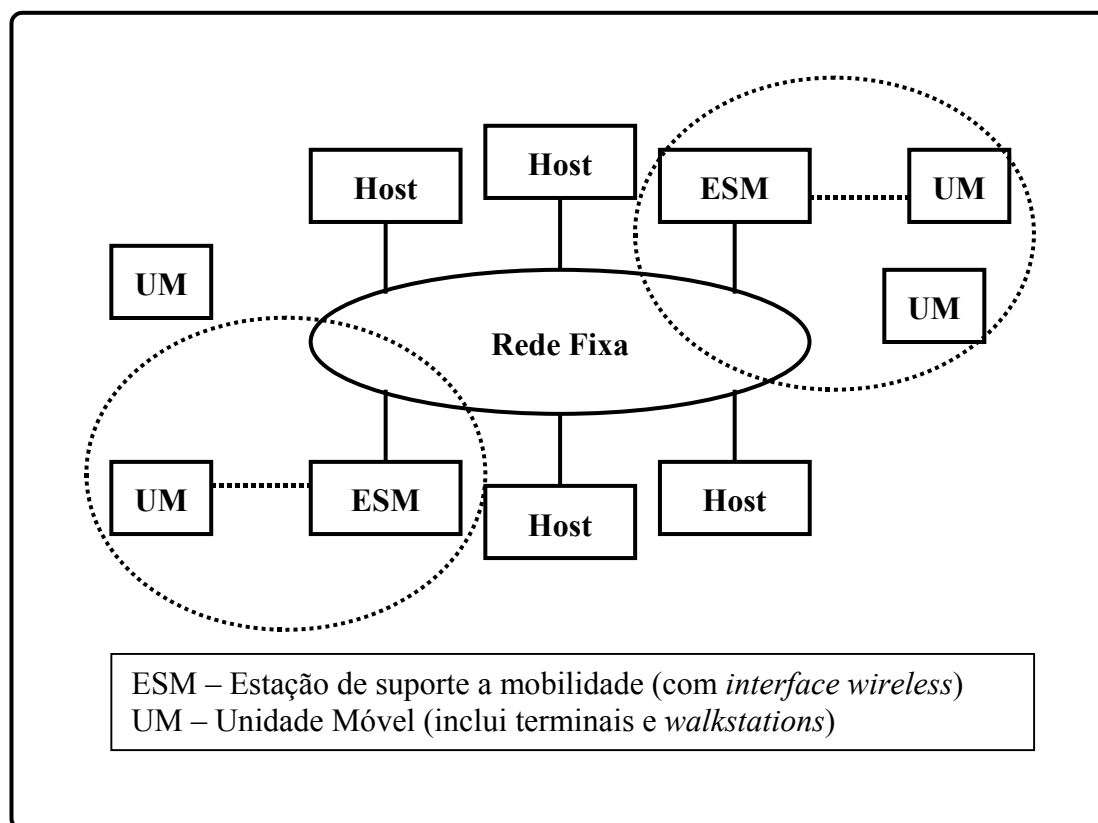 Host
Host
ESM
UM
UM
UM
Rede Fixa
UM
ESM
Host
Host
ESM – Estação de suporte a mobilidade (com interface wireless)
UM – Unidade Móvel (inclui terminais e walkstations)